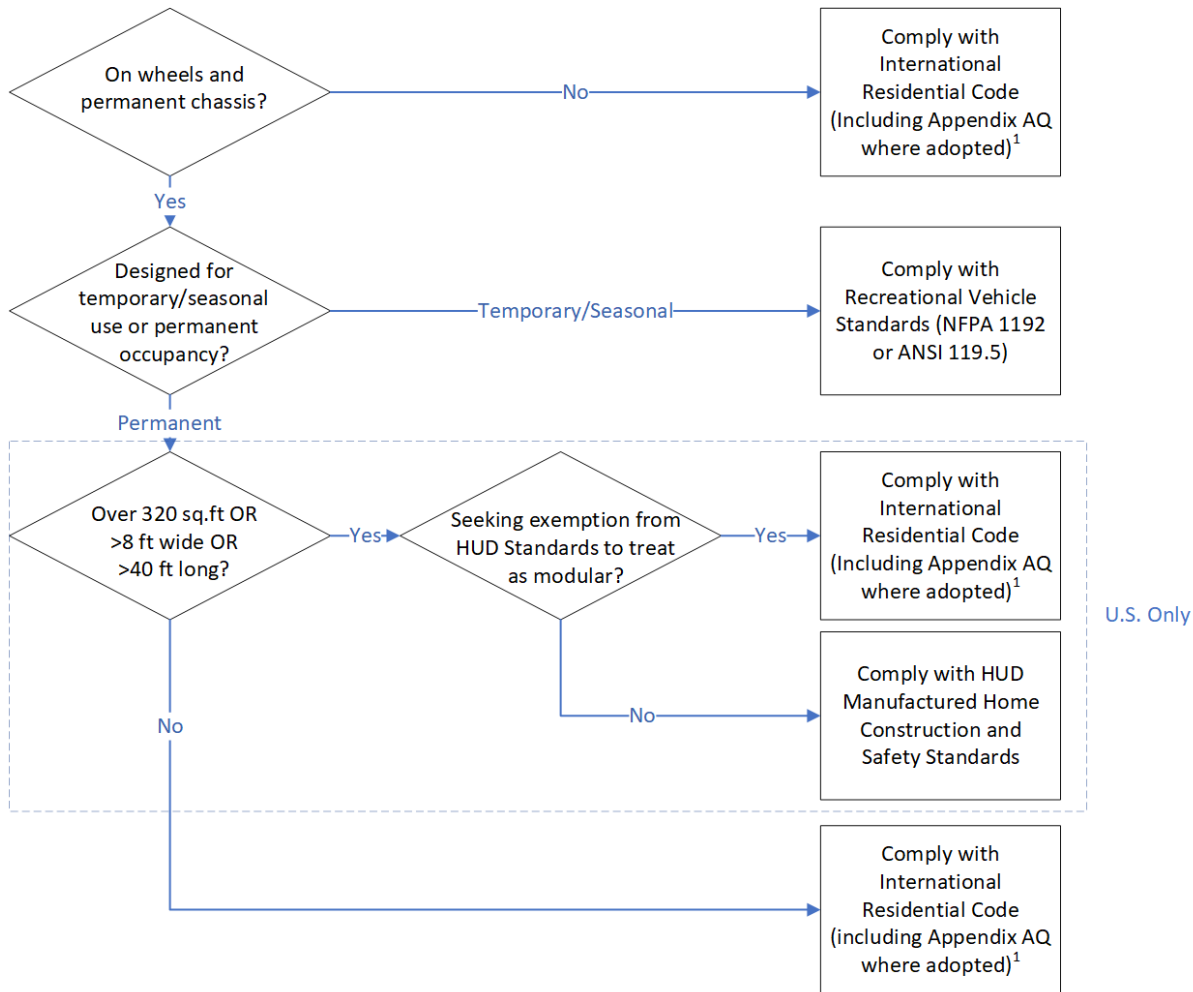 On wheels and
permanent chassis?
No
Comply with
International
Residential Code
(Including Appendix AQ
where adopted)1
Yes
Designed for
temporary/seasonal
use or permanent
occupancy?
Temporary/Seasonal
Comply with
Recreational Vehicle
Standards (NFPA 1192
or ANSI 119.5)
Permanent
Over 320 sq.ft OR
>8 ft wide OR
>40 ft long?
Yes
Seeking exemption from
HUD Standards to treat
as modular?
Yes
Comply with
International
Residential Code
(Including Appendix AQ
where adopted)1
U.S. Only
No
Comply with HUD
Manufactured Home
Construction and
Safety Standards
No
Comply with
International
Residential Code
(including Appendix AQ
where adopted)1